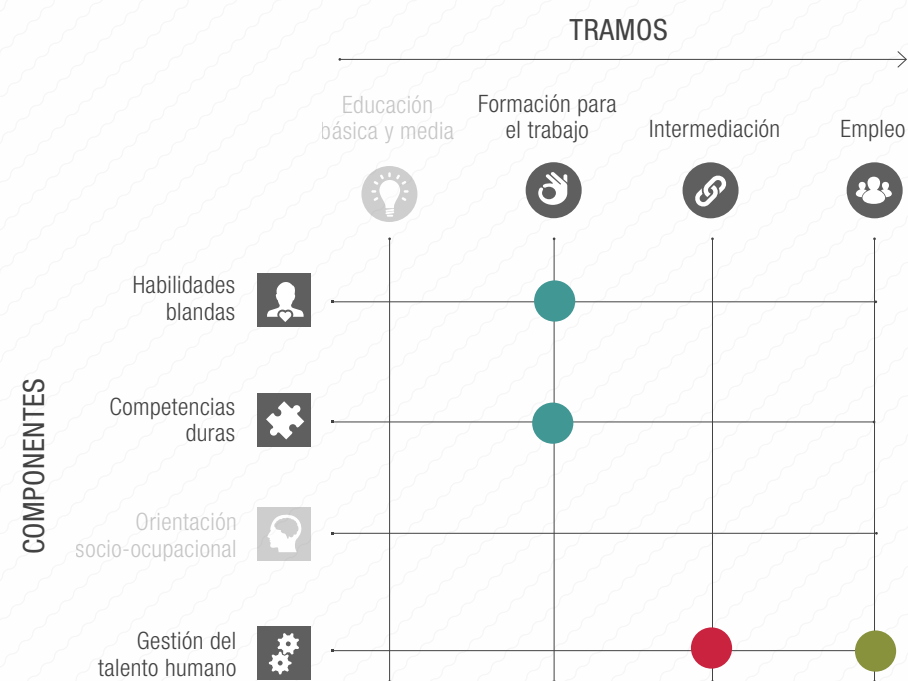 TRAMOS
Educación
básica y media
Formación para
el trabajo
Intermediación
Empleo
COMPONENTES
Habilidades
blandas
Competencias
duras
Orientación
socio-ocupacional
Gestión del
talento humano